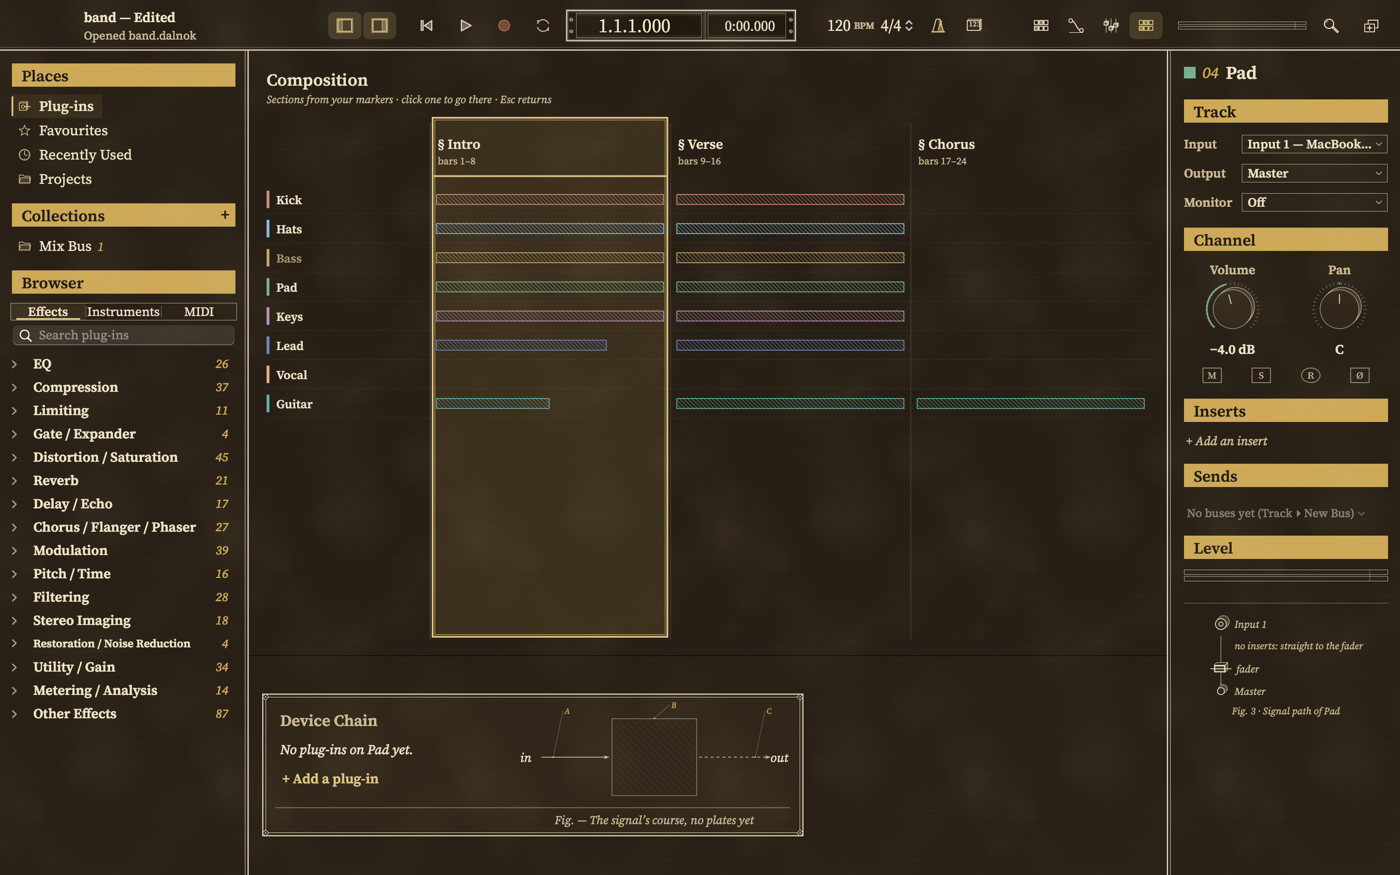 band — Edited
Opened band.dalnok
1.1.1.000
0:00.000
120 BPM 4/4
123
Places
Plug-ins
Favourites
Recently Used
Projects
Collections +
Mix Bus 1
Browser
Effects Instruments MIDI
Search plug-ins
EQ 26
Compression 37
Limiting 11
Gate / Expander 4
Distortion / Saturation 45
Reverb 21
Delay / Echo 17
Chorus / Flanger / Phaser 27
Modulation 39
Pitch / Time 16
Filtering 28
Stereo Imaging 18
Restoration / Noise Reduction 4
Utility / Gain 34
Metering / Analysis 14
Other Effects 87
Composition
Sections from your markers · click one to go there · Esc returns
§ Intro
bars 1–8
§ Verse
bars 9–16
§ Chorus
bars 17–24
Kick
Hats
Bass
Pad
Keys
Lead
Vocal
Guitar
Device Chain
No plug-ins on Pad yet.
+ Add a plug-in
A
B
C
in
out
Fig. — The signal's course, no plates yet
04 Pad
Track
Input Input 1 — MacBook...
Output Master
Monitor Off
Channel
Volume Pan
−4.0 dB C
M S R Ø
Inserts
+ Add an insert
Sends
No buses yet (Track ▸ New Bus)
Level
Input 1
no inserts: straight to the fader
fader
Master
Fig. 3 · Signal path of Pad